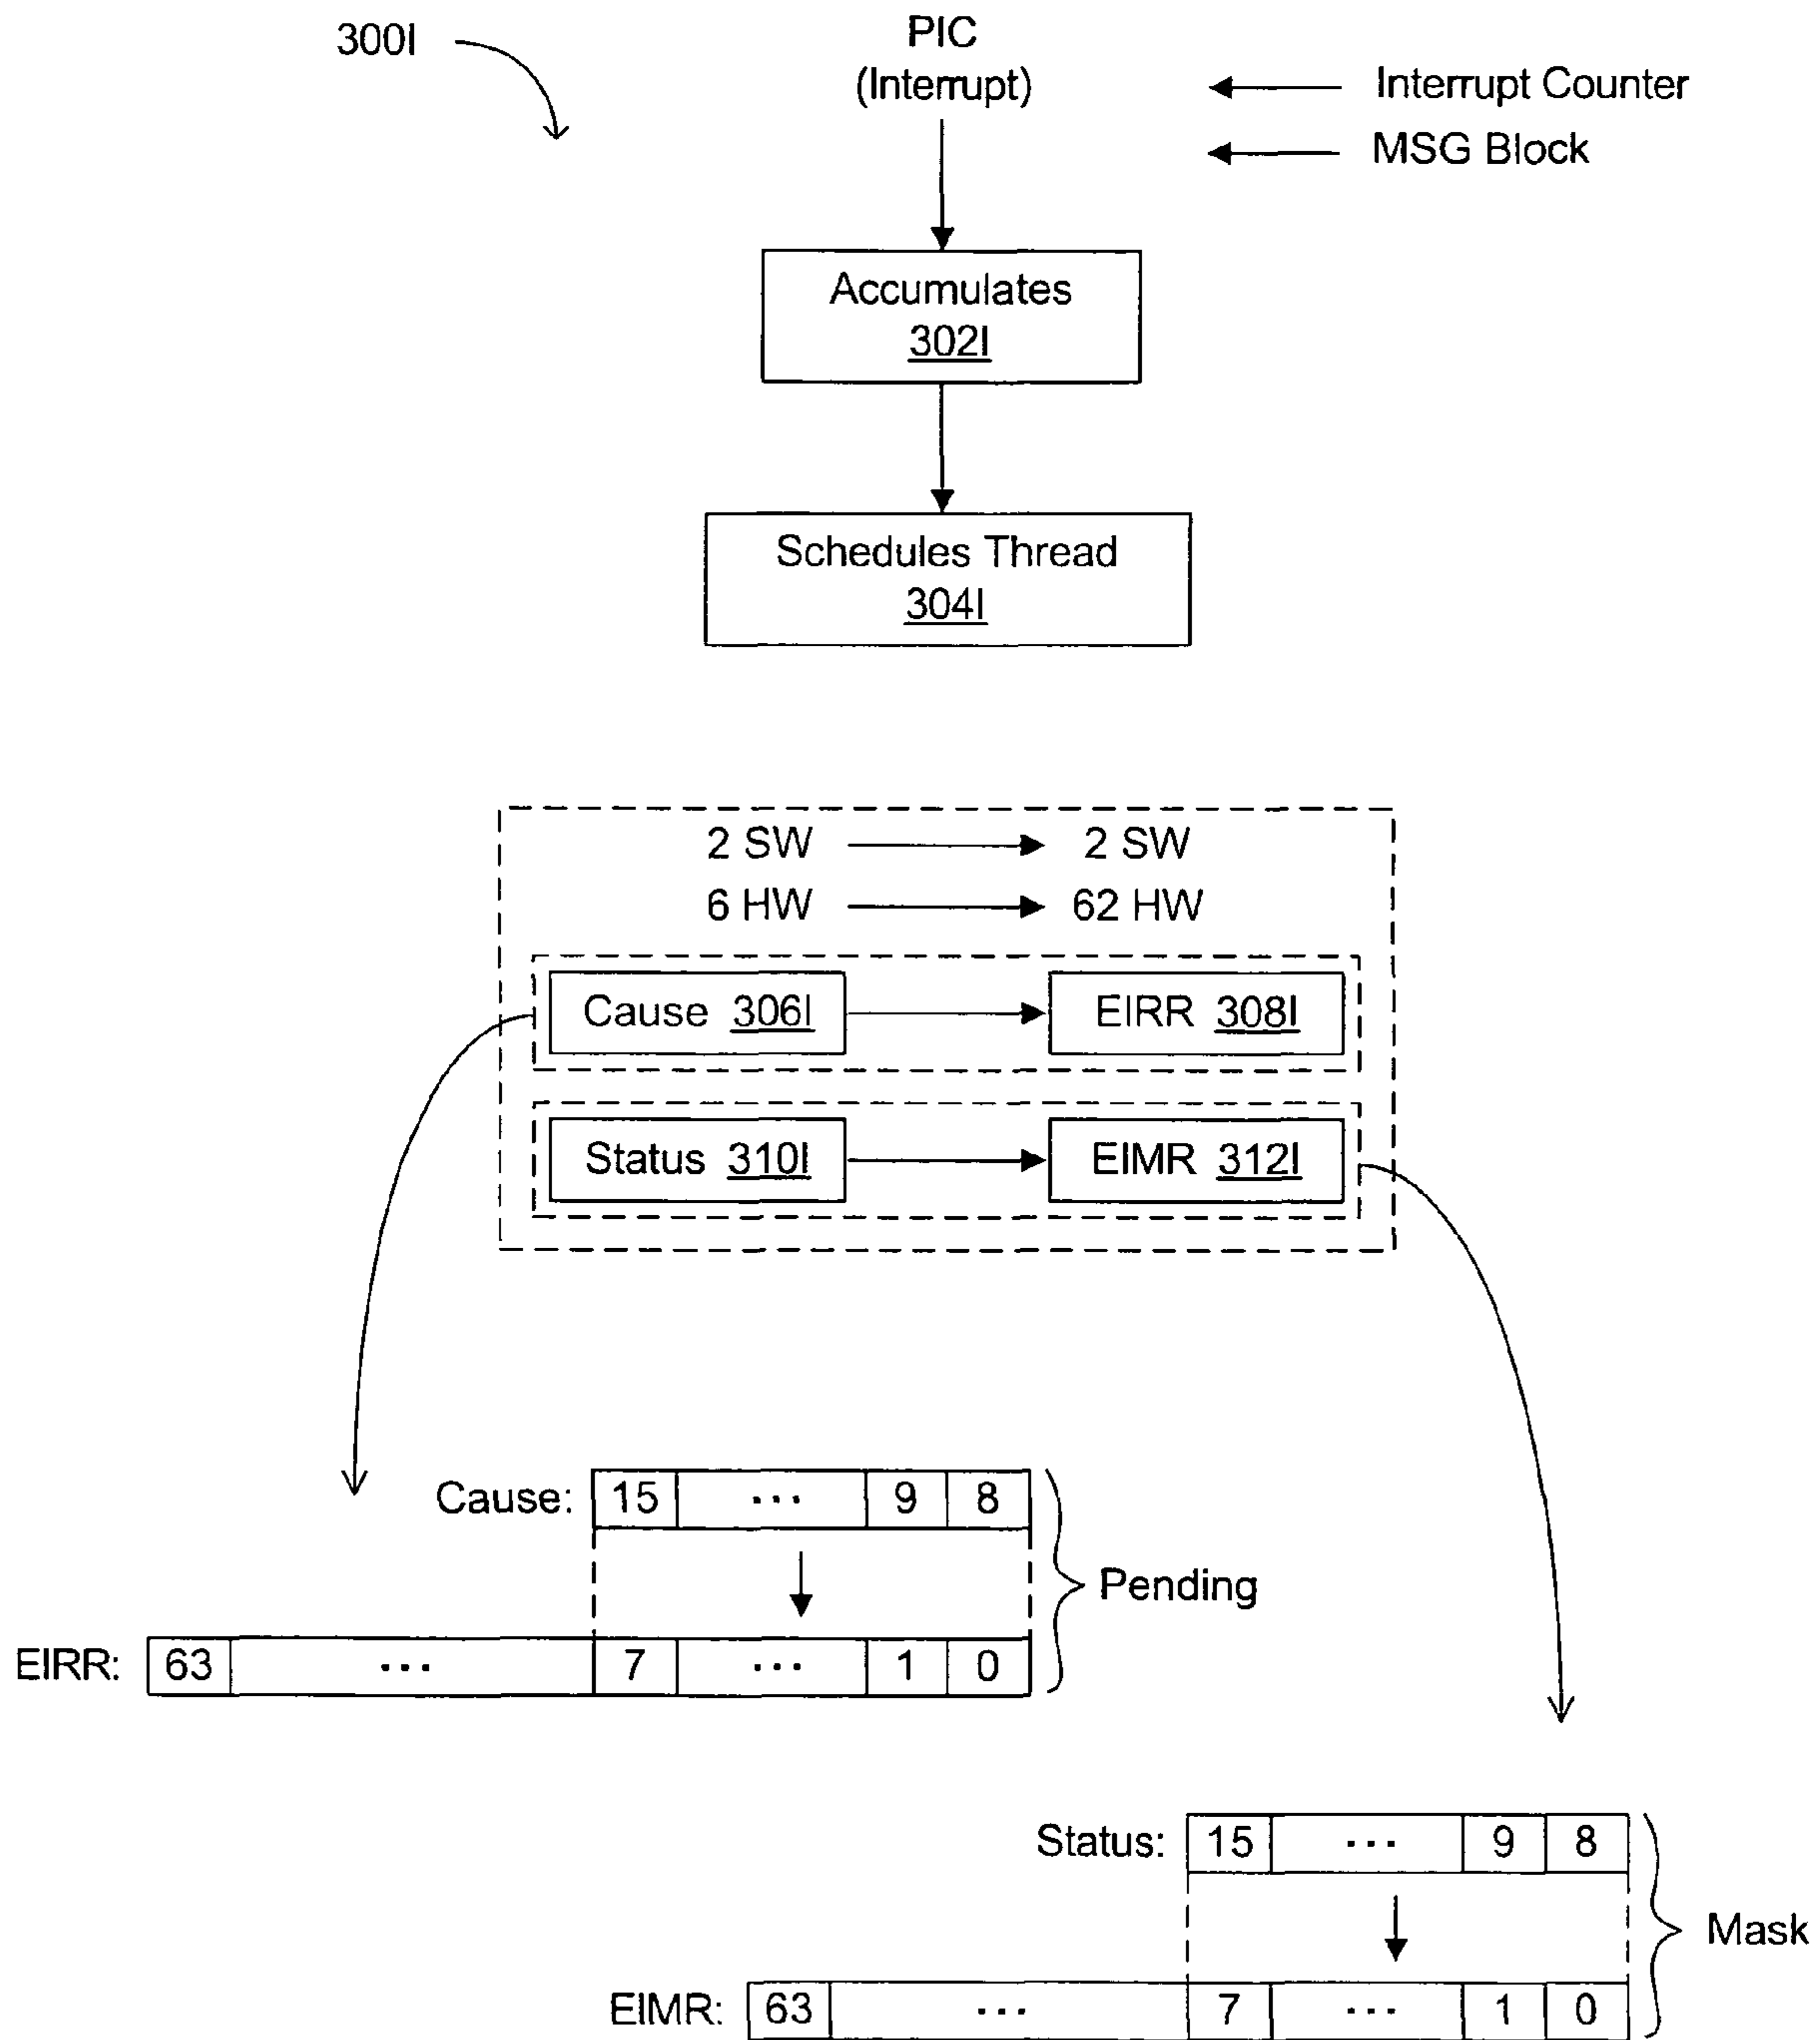 300I
PIC
(Interrupt)
Interrupt Counter
MSG Block
Accumulates
302I
Schedules Thread
304I
2 SW 2 SW
6 HW 62 HW
Cause 306I EIRR 308I
Status 310I EIMR 312I
Cause: 15 ... 9 8
Pending
EIRR: 63 ... 7 ... 1 0
Status: 15 ... 9 8
Mask
EIMR: 63 ... 7 ... 1 0